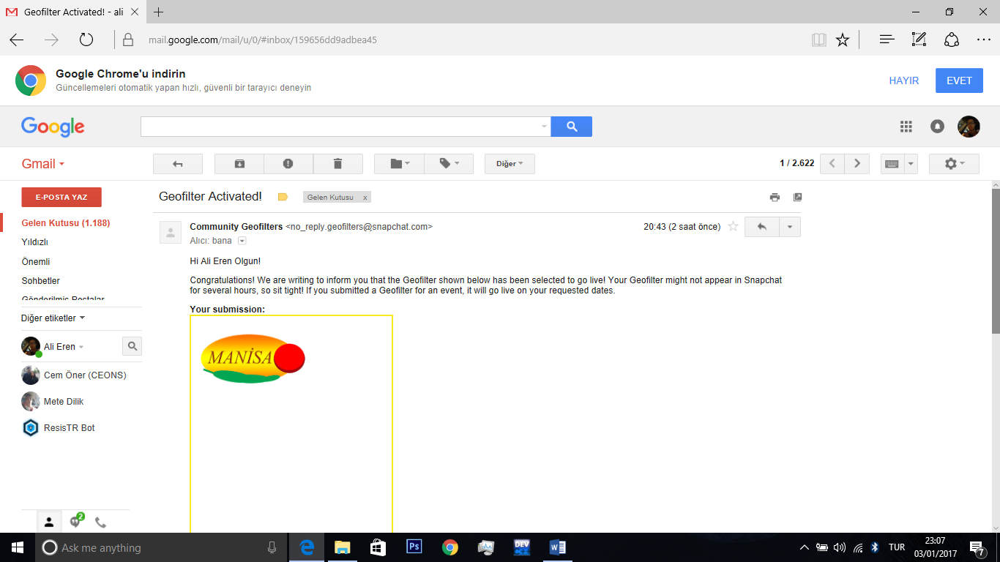 Geofilter Activated! - ali
mail.google.com/mail/u/0/#inbox/159656dd9adbea45
Google Chrome'u indirin
Güncellemeleri otomatik yapan hızlı, güvenli bir tarayıcı deneyin
HAYIR
EVET
Google
Gmail
Diğer
1 / 2.622
E-POSTA YAZ
Gelen Kutusu (1.188)
Yıldızlı
Önemli
Sohbetler
Gönderilmiş Postalar
Diğer etiketler
Ali Eren
Cem Öner (CEONS)
Mete Dilik
ResisTR Bot
2
Geofilter Activated!
Gelen Kutusu x
Community Geofilters <no_reply.geofilters@snapchat.com>
20:43 (2 saat önce)
Alıcı: bana
Hi Ali Eren Olgun!
Congratulations! We are writing to inform you that the Geofilter shown below has been selected to go live! Your Geofilter might not appear in Snapchat
for several hours, so sit tight! If you submitted a Geofilter for an event, it will go live on your requested dates.
Your submission:
MANİSA
Ask me anything
Ps
DEV
TUR
23:07
03/01/2017
7